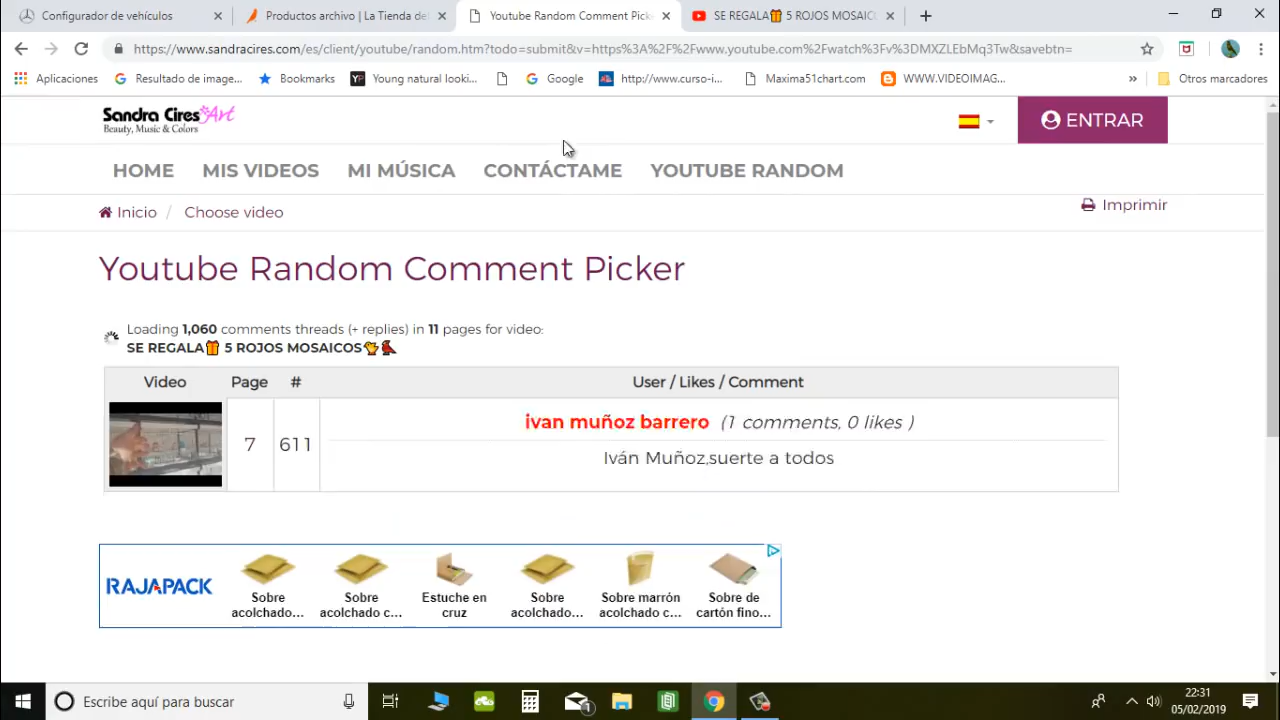 Configurador de vehículos
Productos archivo | La Tienda del
Youtube Random Comment Picke
SE REGALA🎁 5 ROJOS MOSAICO
https://www.sandracires.com/es/client/youtube/random.htm?todo=submit&v=https%3A%2F%2Fwww.youtube.com%2Fwatch%3Fv%3DMXZLEbMq3Tw&savebtn=
Aplicaciones
Resultado de image...
Bookmarks
Young natural looki...
Google
http://www.curso-i...
Maxima51chart.com
WWW.VIDEOIMAG...
»
Otros marcadores
Sandra Cires Art
Beauty, Music & Colors
ENTRAR
HOME MIS VIDEOS MI MÚSICA CONTÁCTAME YOUTUBE RANDOM
Inicio / Choose video
Imprimir
Youtube Random Comment Picker
Loading 1,060 comments threads (+ replies) in 11 pages for video:
SE REGALA🎁 5 ROJOS MOSAICOS🐤🐦
Video Page # User / Likes / Comment
7 611
ivan muñoz barrero (1 comments, 0 likes )
Iván Muñoz,suerte a todos
RAJAPACK
Sobre acolchado...
Sobre acolchado c...
Estuche en cruz
Sobre acolchado...
Sobre marrón acolchado c...
Sobre de cartón fino...
Escribe aquí para buscar
1
22:31
05/02/2019